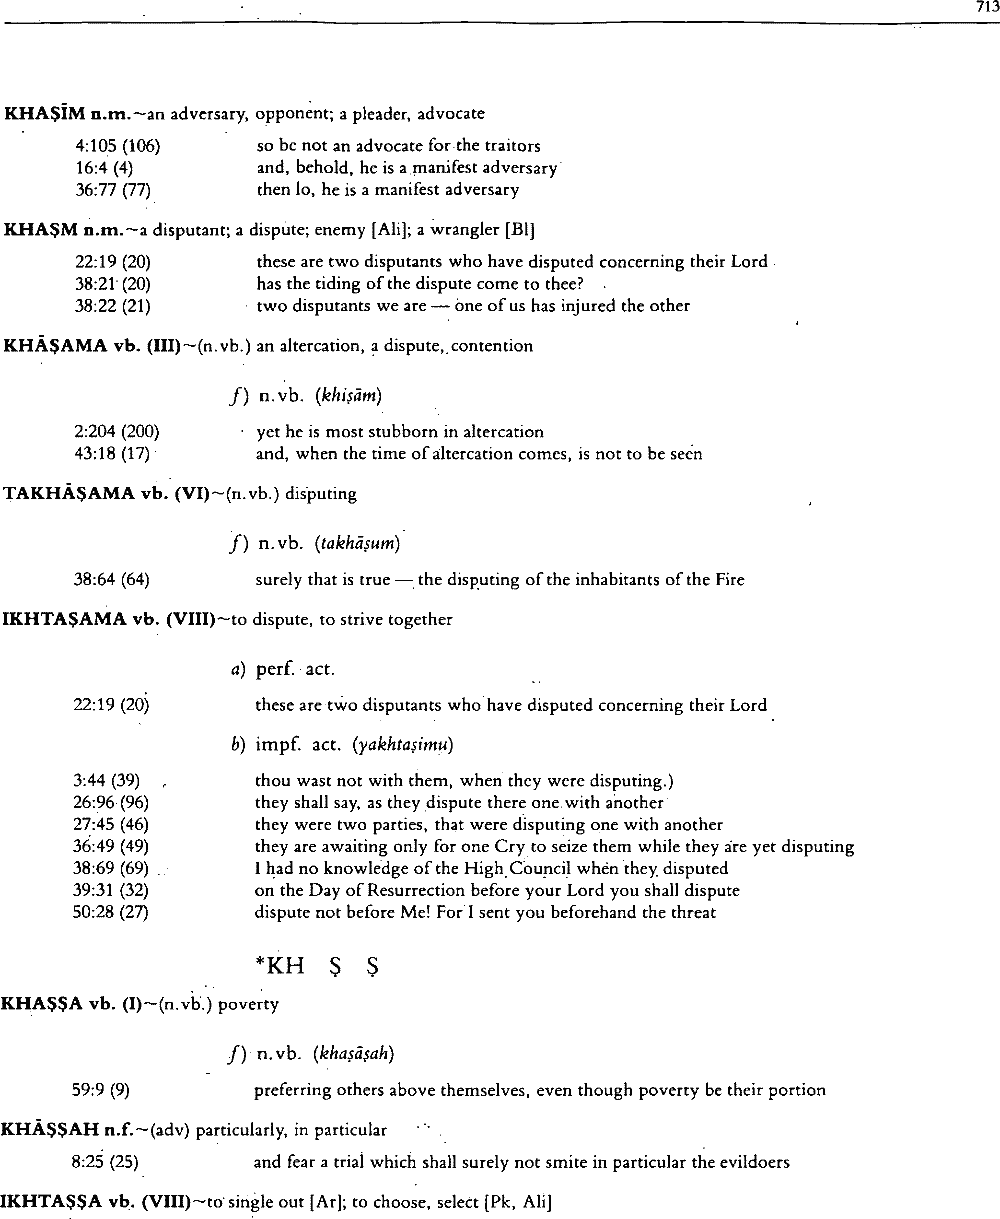 713
KHAṢĪM n.m.~an adversary, opponent; a pleader, advocate
4:105 (106) so be not an advocate for the traitors
16:4 (4) and, behold, he is a manifest adversary
36:77 (77) then lo, he is a manifest adversary
KHAṢM n.m.~a disputant; a dispute; enemy [Ali]; a wrangler [Bl]
22:19 (20) these are two disputants who have disputed concerning their Lord
38:21 (20) has the tiding of the dispute come to thee?
38:22 (21) two disputants we are — one of us has injured the other
KHĀṢAMA vb. (III)~(n.vb.) an altercation, a dispute, contention
f) n.vb. (khiṣām)
2:204 (200) yet he is most stubborn in altercation
43:18 (17) and, when the time of altercation comes, is not to be seen
TAKHĀṢAMA vb. (VI)~(n.vb.) disputing
f) n.vb. (takhāṣum)
38:64 (64) surely that is true — the disputing of the inhabitants of the Fire
IKHTAṢAMA vb. (VIII)~to dispute, to strive together
a) perf. act.
22:19 (20) these are two disputants who have disputed concerning their Lord
b) impf. act. (yakhtaṣimu)
3:44 (39) thou wast not with them, when they were disputing.)
26:96 (96) they shall say, as they dispute there one with another
27:45 (46) they were two parties, that were disputing one with another
36:49 (49) they are awaiting only for one Cry to seize them while they are yet disputing
38:69 (69) I had no knowledge of the High Council when they disputed
39:31 (32) on the Day of Resurrection before your Lord you shall dispute
50:28 (27) dispute not before Me! For I sent you beforehand the threat
*KH Ṣ Ṣ
KHAṢṢA vb. (I)~(n.vb.) poverty
f) n.vb. (khaṣāṣah)
59:9 (9) preferring others above themselves, even though poverty be their portion
KHĀṢṢAH n.f.~(adv) particularly, in particular
8:25 (25) and fear a trial which shall surely not smite in particular the evildoers
IKHTAṢṢA vb. (VIII)~to single out [Ar]; to choose, select [Pk, Ali]